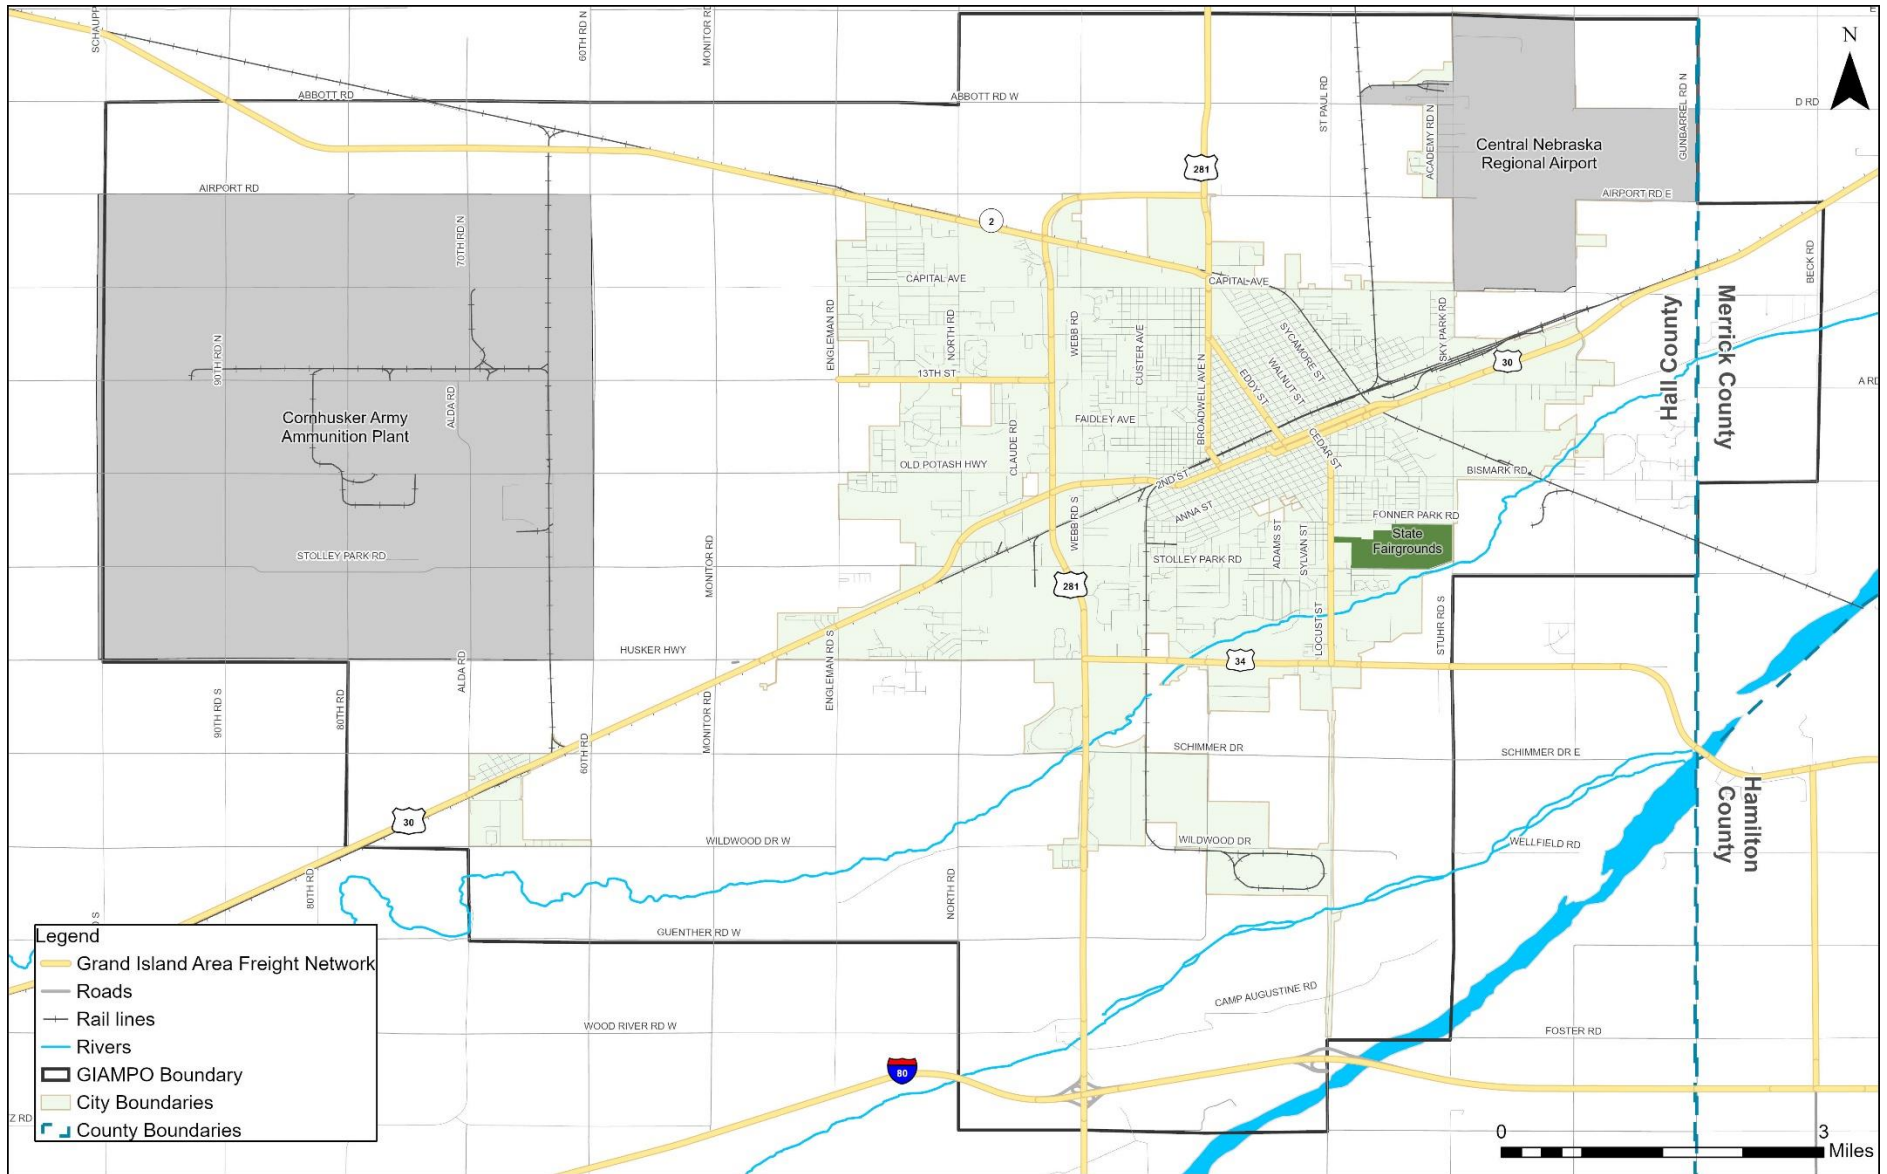 SCHAUPP
60TH RD N
MONITOR RD
N
ABBOTT RD
ABBOTT RD W
ST PAUL RD
ACADEMY RD N
GUNBARREL RD N
D RD
Central Nebraska
Regional Airport
281
AIRPORT RD
AIRPORT RD E
2
70TH RD N
BECK RD
CAPITAL AVE
CAPITAL AVE
ENGLEMAN RD
NORTH RD
WEBB RD
CUSTER AVE
SYCAMORE ST
SKY PARK RD
Hall County
Merrick County
90TH RD N
13TH ST
BROADWELL AVE N
EDDY ST
WALNUT ST
30
A RD
Cornhusker Army
Ammunition Plant
ALDA RD
CLAUDE RD
FAIDLEY AVE
CEDAR ST
OLD POTASH HWY
2ND ST
BISMARK RD
ANNA ST
WEBB RD S
FONNER PARK RD
State
Fairgrounds
STOLLEY PARK RD
MONITOR RD
STOLLEY PARK RD
ADAMS ST
SYLVAN ST
281
LOCUST ST
STUHR RD S
HUSKER HWY
34
ALDA RD
ENGLEMAN RD S
90TH RD S
80TH RD
MONITOR RD
60TH RD
SCHIMMER DR
SCHIMMER DR E
Hamilton
County
30
WILDWOOD DR W
WILDWOOD DR
WELLFIELD RD
80TH RD
NORTH RD
GUENTHER RD W
D S
CAMP AUGUSTINE RD
WOOD RIVER RD W
FOSTER RD
80
Z RD
Legend
Grand Island Area Freight Network
Roads
Rail lines
Rivers
GIAMPO Boundary
City Boundaries
County Boundaries
0 3
Miles